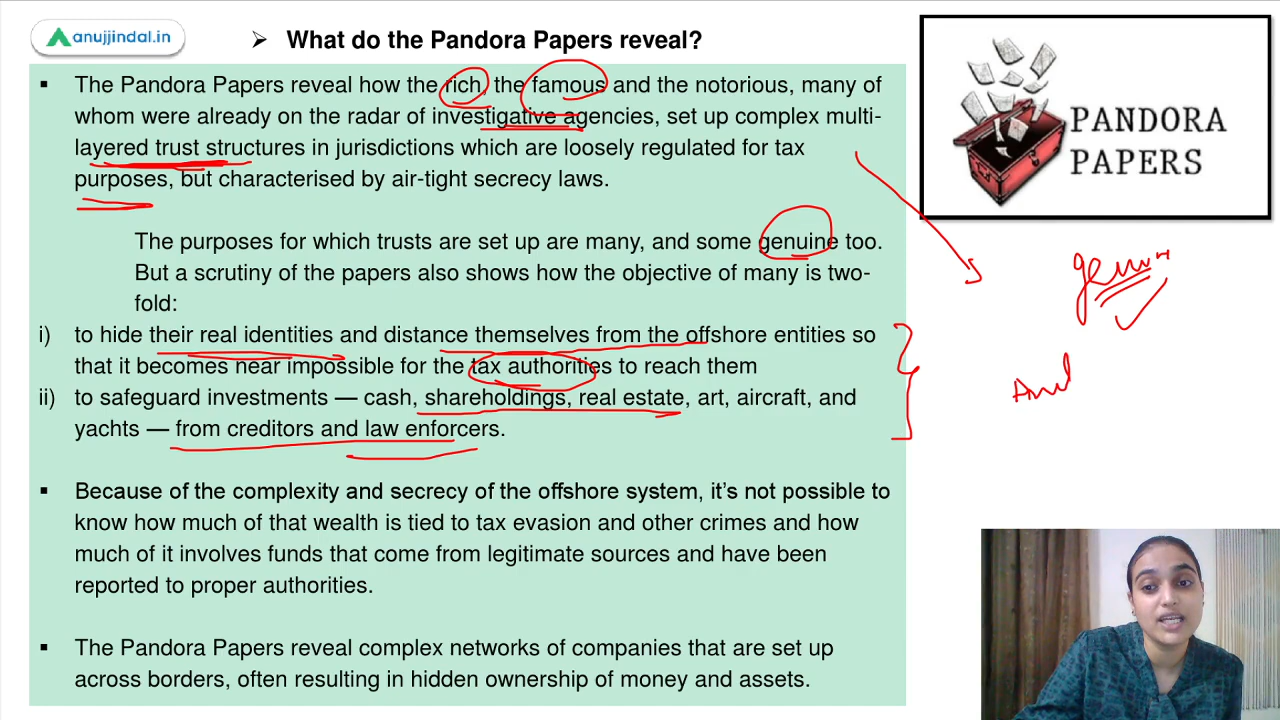 anujjindal.in
➢ What do the Pandora Papers reveal?
▪ The Pandora Papers reveal how the rich, the famous and the notorious, many of
whom were already on the radar of investigative agencies, set up complex multi-
layered trust structures in jurisdictions which are loosely regulated for tax
purposes, but characterised by air-tight secrecy laws.
The purposes for which trusts are set up are many, and some genuine too.
But a scrutiny of the papers also shows how the objective of many is two-
fold:
i) to hide their real identities and distance themselves from the offshore entities so
that it becomes near impossible for the tax authorities to reach them
ii) to safeguard investments — cash, shareholdings, real estate, art, aircraft, and
yachts — from creditors and law enforcers.
▪ Because of the complexity and secrecy of the offshore system, it’s not possible to
know how much of that wealth is tied to tax evasion and other crimes and how
much of it involves funds that come from legitimate sources and have been
reported to proper authorities.
▪ The Pandora Papers reveal complex networks of companies that are set up
across borders, often resulting in hidden ownership of money and assets.
PANDORA
PAPERS